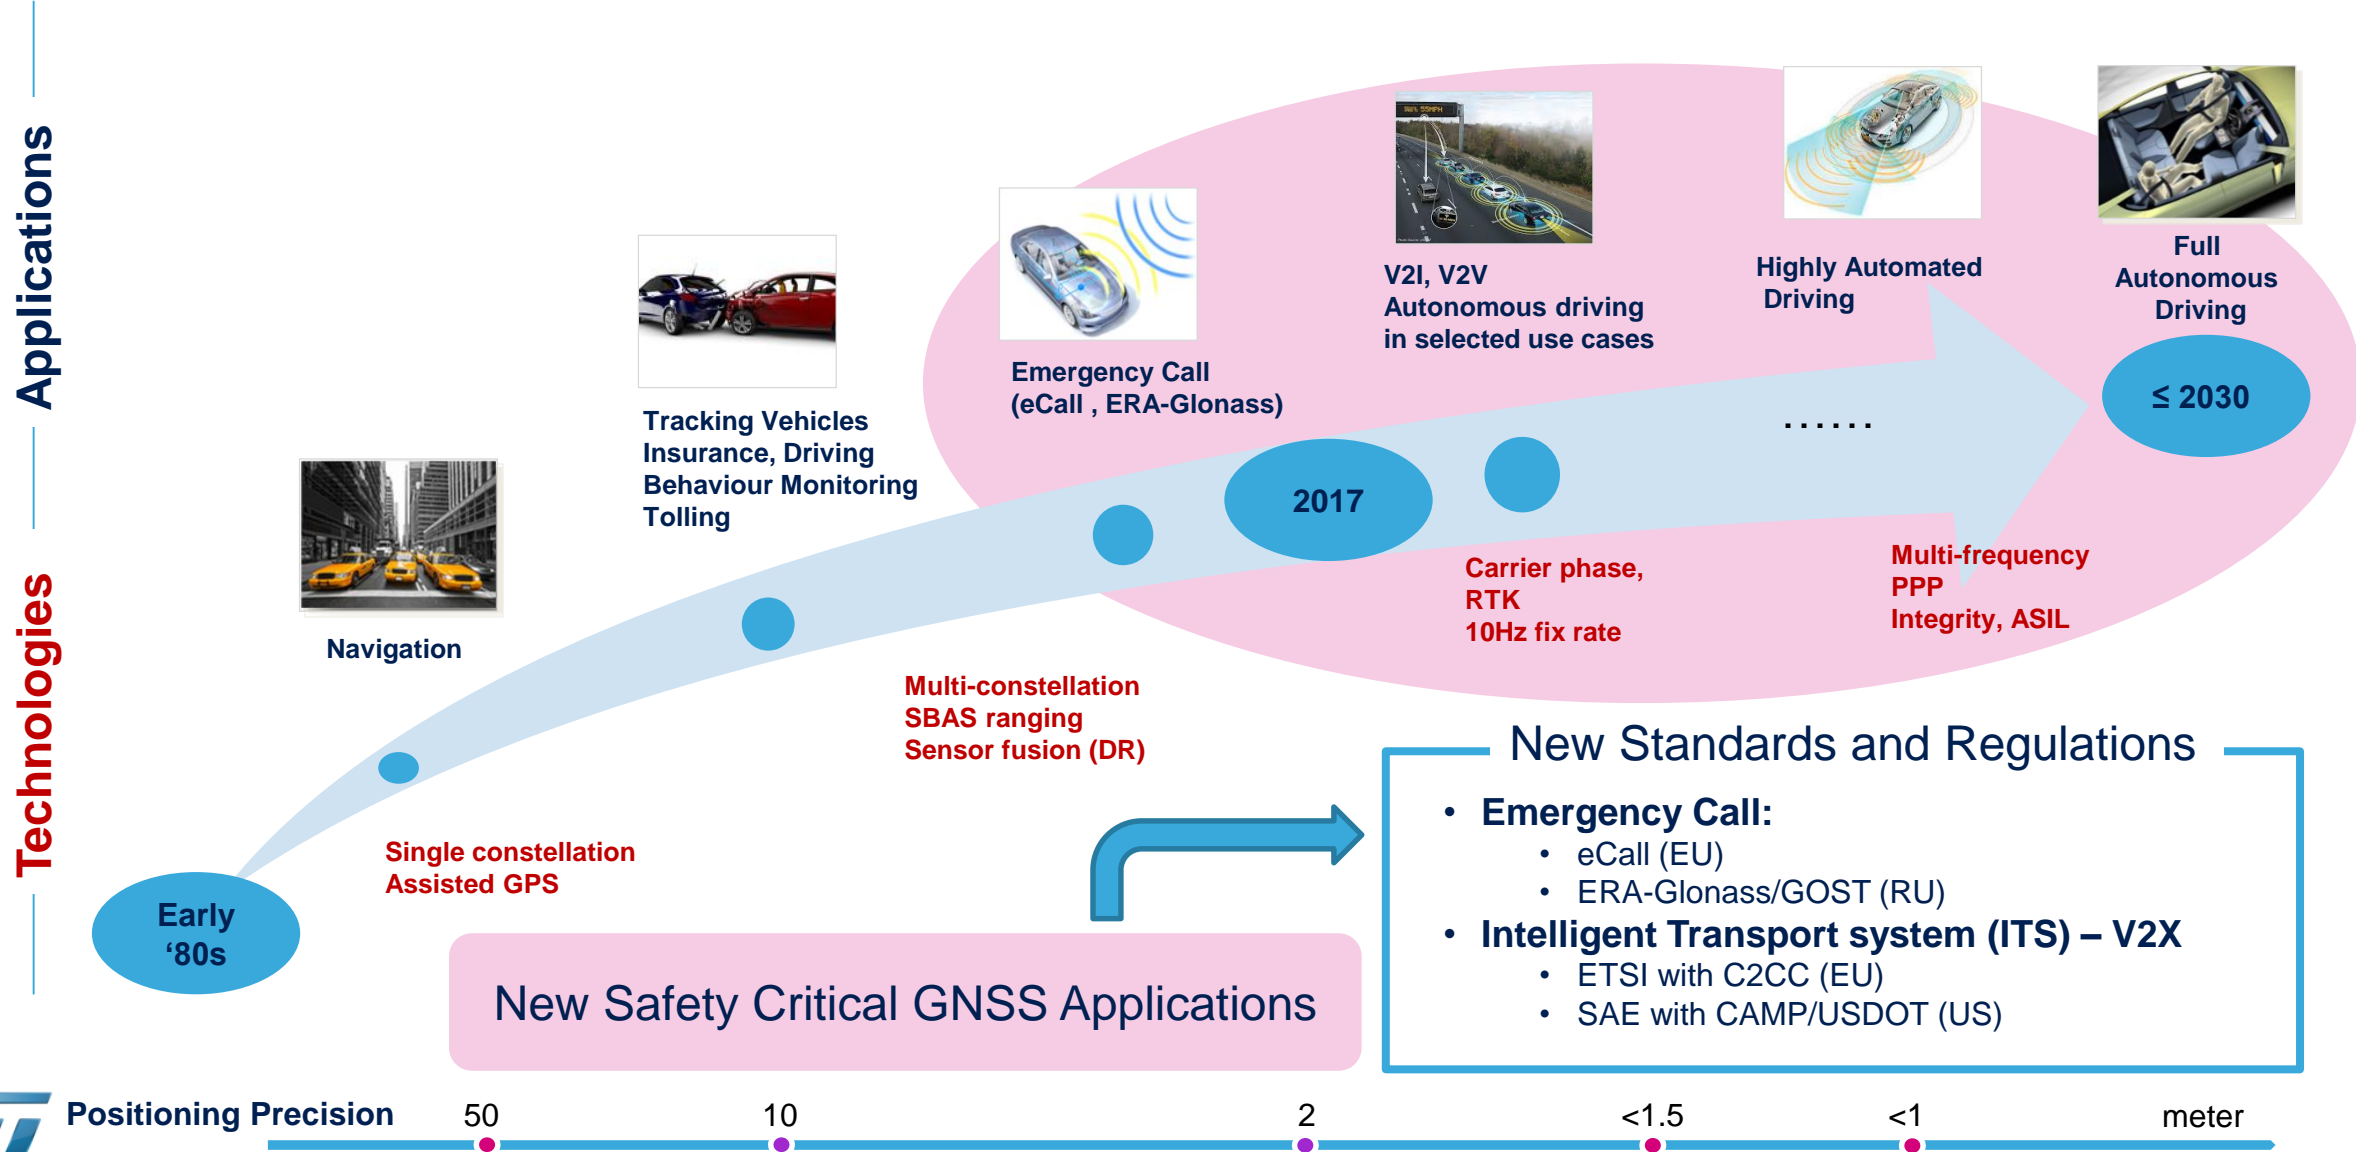 Applications
Technologies
Navigation
Tracking Vehicles
Insurance, Driving
Behaviour Monitoring
Tolling
Emergency Call
(eCall , ERA-Glonass)
V2I, V2V
Autonomous driving
in selected use cases
Highly Automated
Driving
Full
Autonomous
Driving
Early
‘80s
2017
......
≤ 2030
Single constellation
Assisted GPS
Multi-constellation
SBAS ranging
Sensor fusion (DR)
Carrier phase,
RTK
10Hz fix rate
Multi-frequency
PPP
Integrity, ASIL
New Safety Critical GNSS Applications
New Standards and Regulations
• Emergency Call:
• eCall (EU)
• ERA-Glonass/GOST (RU)
• Intelligent Transport system (ITS) – V2X
• ETSI with C2CC (EU)
• SAE with CAMP/USDOT (US)
Positioning Precision 50 10 2 <1.5 <1 meter